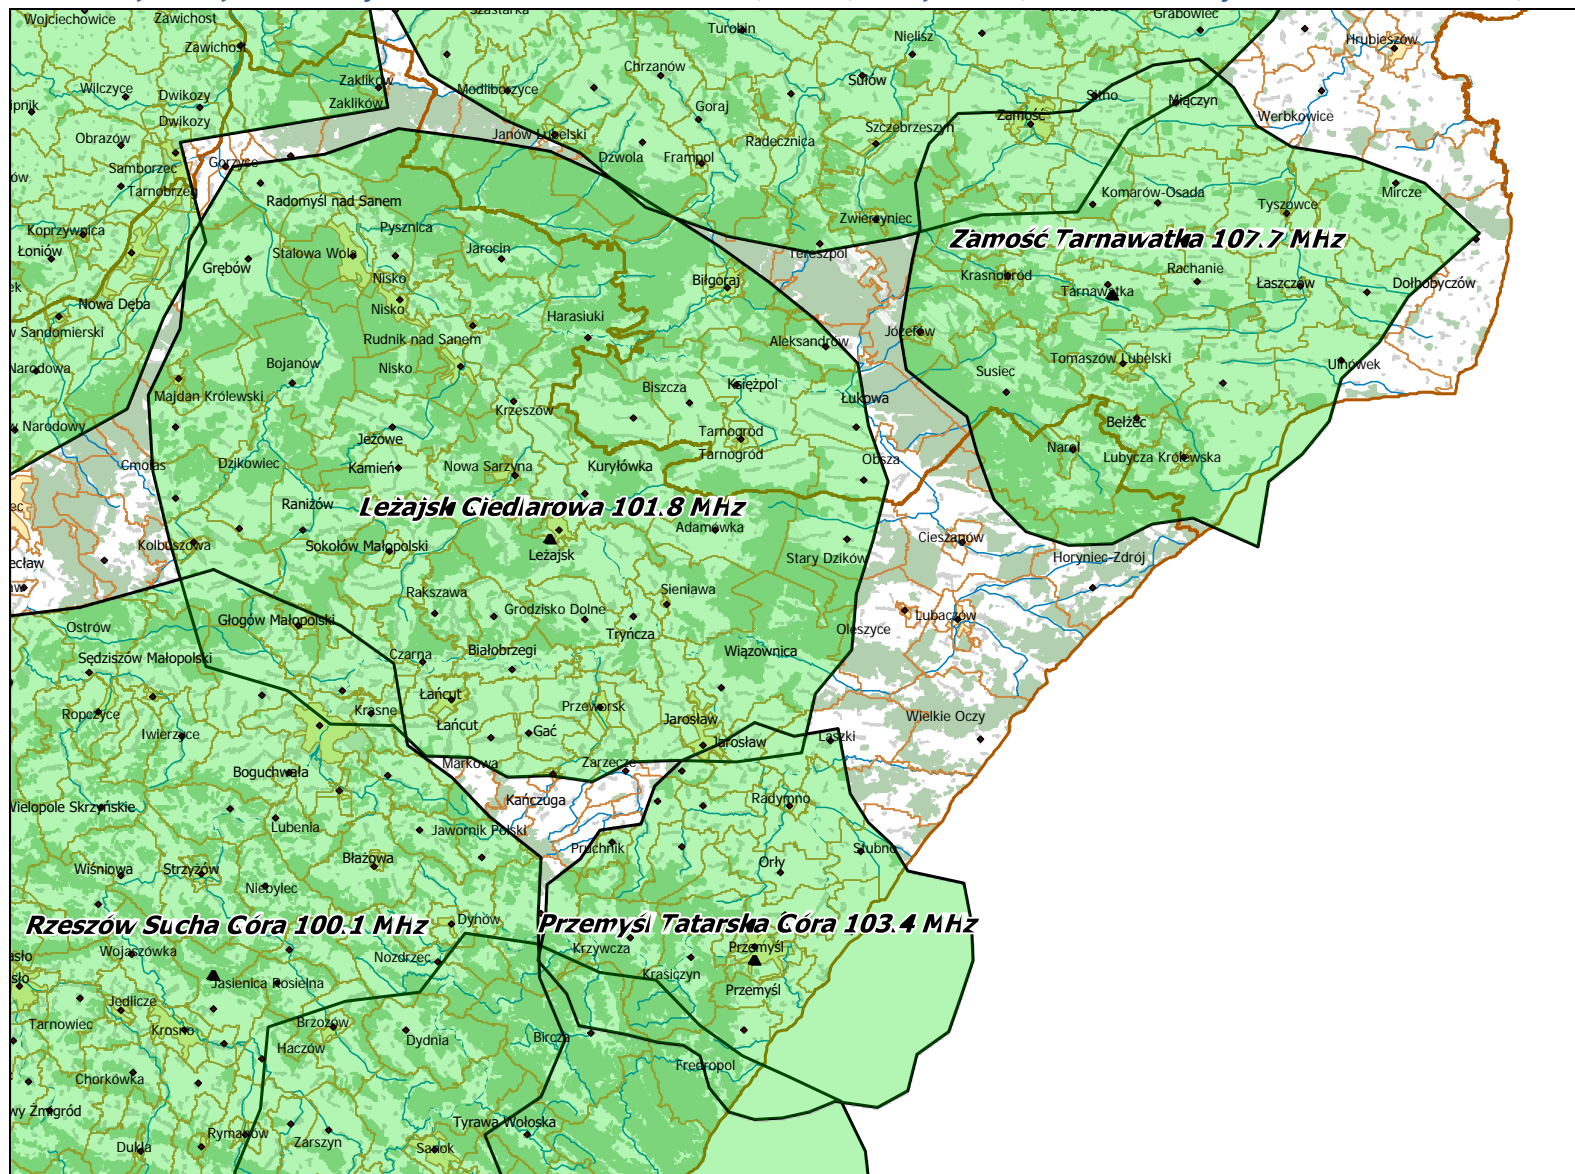 Wojciechowice
Zawichost
Szastarka
Turobin
Grabowiec
Zawichost
Nielisz
Hrubieszów
Chrzanów
Sułów
Wilczyce
Dwikozy
Zaklików
Zaklików
Modliborzyce
Goraj
Sitno
Miączyn
Werbkowice
Dwikozy
Zamość
Szczebrzeszyn
Obrazów
Janów Lubelski
Radecznica
Samborzec
Gorzyce
Dzwola
Frampol
Tarnobrzeg
Radomyśl nad Sanem
Komarów-Osada
Mircze
Tyszowce
Koprzywnica
Pysznica
Zwierzyniec
Zamość Tarnawatka 107.7 MHz
Łoniów
Stalowa Wola
Jarocin
Tereszpol
Grębów
Nisko
Biłgoraj
Krasnobród
Rachanie
Tarnawatka
Łaszczów
Dołhobyczów
Nowa Dęba
Nisko
Harasiuki
w Sandomierski
Rudnik nad Sanem
Aleksandrów
Józefów
Narodowa
Bojanów
Nisko
Tomaszów Lubelski
Ulhówek
Susiec
Majdan Królewski
Biszcza
Księżpol
Łukowa
Krzeszów
w Narodowy
Jeżowe
Tarnogród
Bełżec
Cmolas
Dzikowiec
Kamień
Nowa Sarzyna
Kuryłówka
Tarnogród
Obsza
Narol
Lubycza Królewska
Raniżów
Leżajsk Giedlarowa 101.8 MHz
Adamówka
Kolbuszowa
Sokołów Małopolski
Leżajsk
Stary Dzików
Cieszanów
Horyniec-Zdrój
Rakszawa
Grodzisko Dolne
Sieniawa
Ostrów
Głogów Małopolski
Tryńcza
Oleszyce
Lubaczów
Sędziszów Małopolski
Czarna
Białobrzegi
Wiązownica
Ropczyce
Krasne
Łańcut
Przeworsk
Jarosław
Wielkie Oczy
Iwierzyce
Łańcut
Gać
Jarosław
Laszki
Boguchwała
Markowa
Zarzecze
Wielopole Skrzyńskie
Kańczuga
Radymno
Lubenia
Jawornik Polski
Wiśniowa
Strzyżów
Błażowa
Pruchnik
Orły
Stubno
Niebylec
Rzeszów Sucha Góra 100.1 MHz
Dynów
Przemyśl Tatarska Góra 103.4 MHz
Wojaszówka
Nozdrzec
Krzywcza
Przemyśl
Jasienica Rosielna
Krasiczyn
Przemyśl
Jedlicze
Tarnowiec
Krosno
Brzozów
Haczów
Dydnia
Bircza
Fredropol
Chorkówka
wy Żmigród
Dukla
Rymanów
Zarszyn
Sanok
Tyrawa Wołoska